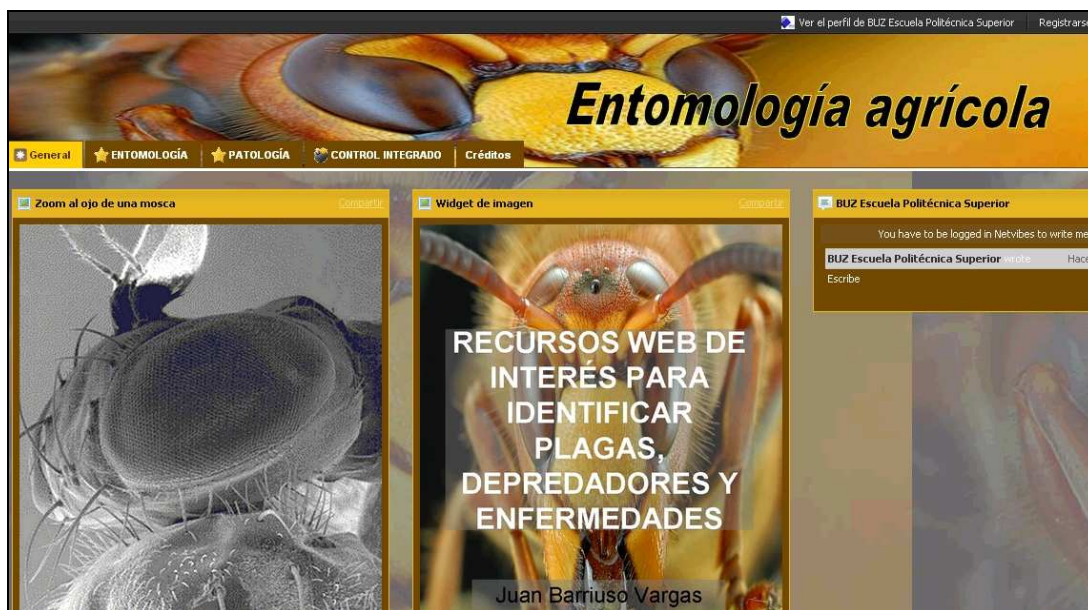 Ver el perfil de BUZ Escuela Politécnica Superior
Registrarse
Entomología agrícola
General
ENTOMOLOGÍA
PATOLOGÍA
CONTROL INTEGRADO
Créditos
Zoom al ojo de una mosca
Compartir
Widget de imagen
Compartir
RECURSOS WEB DE
INTERÉS PARA
IDENTIFICAR
PLAGAS,
DEPREDADORES Y
ENFERMEDADES
Juan Barriuso Vargas
BUZ Escuela Politécnica Superior
You have to be logged in Netvibes to write me
BUZ Escuela Politécnica Superior wrote
Hace
Escribe